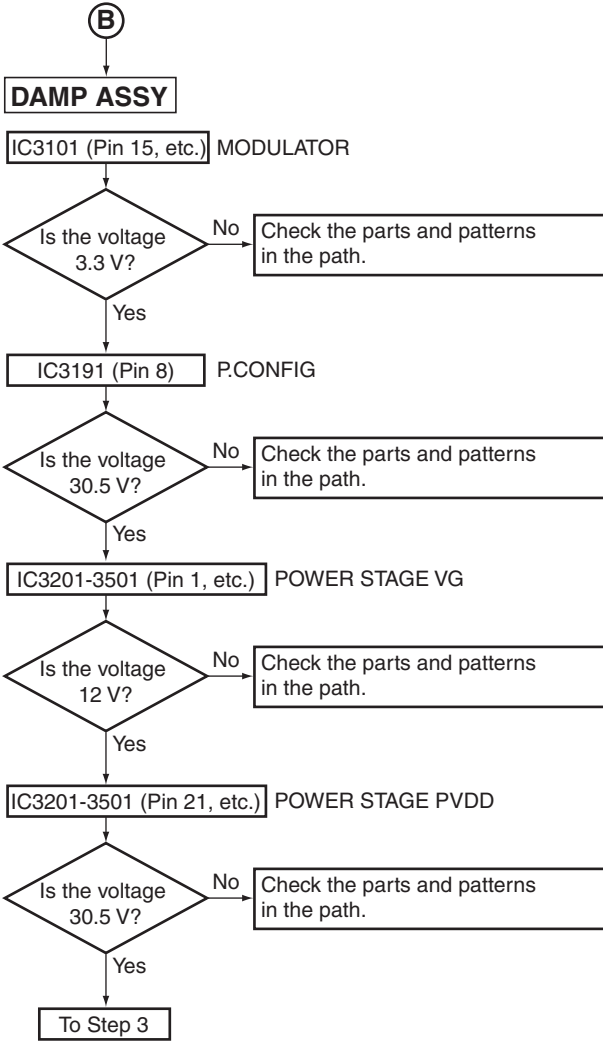 B
DAMP ASSY
IC3101 (Pin 15, etc.) MODULATOR
Is the voltage
3.3 V?
No
Check the parts and patterns
in the path.
Yes
IC3191 (Pin 8) P.CONFIG
Is the voltage
30.5 V?
No
Check the parts and patterns
in the path.
Yes
IC3201-3501 (Pin 1, etc.) POWER STAGE VG
Is the voltage
12 V?
No
Check the parts and patterns
in the path.
Yes
IC3201-3501 (Pin 21, etc.) POWER STAGE PVDD
Is the voltage
30.5 V?
No
Check the parts and patterns
in the path.
Yes
To Step 3